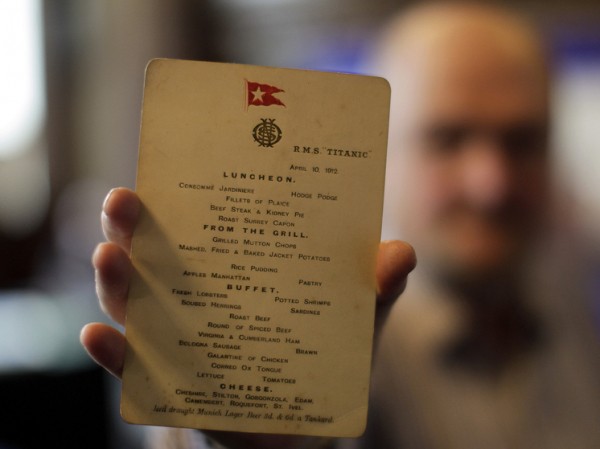 R.M.S. "TITANIC"
APRIL 10, 1912.
LUNCHEON.
CONSOMMÉ JARDINIERE HODGE PODGE
FILLETS OF PLAICE
BEEF STEAK & KIDNEY PIE
ROAST SURREY CAPON
FROM THE GRILL.
GRILLED MUTTON CHOPS
MASHED, FRIED & BAKED JACKET POTATOES
RICE PUDDING
APPLES MANHATTAN PASTRY
BUFFET.
FRESH LOBSTERS POTTED SHRIMPS
SOUSED HERRINGS SARDINES
ROAST BEEF
ROUND OF SPICED BEEF
VIRGINIA & CUMBERLAND HAM
BOLOGNA SAUSAGE BRAWN
GALANTINE OF CHICKEN
CORNED OX TONGUE
LETTUCE TOMATOES
CHEESE.
CHESHIRE, STILTON, GORGONZOLA, EDAM,
CAMEMBERT, ROQUEFORT, ST. IVEL
Iced draught Munich Lager Beer 3d. & 6d. a Tankard.